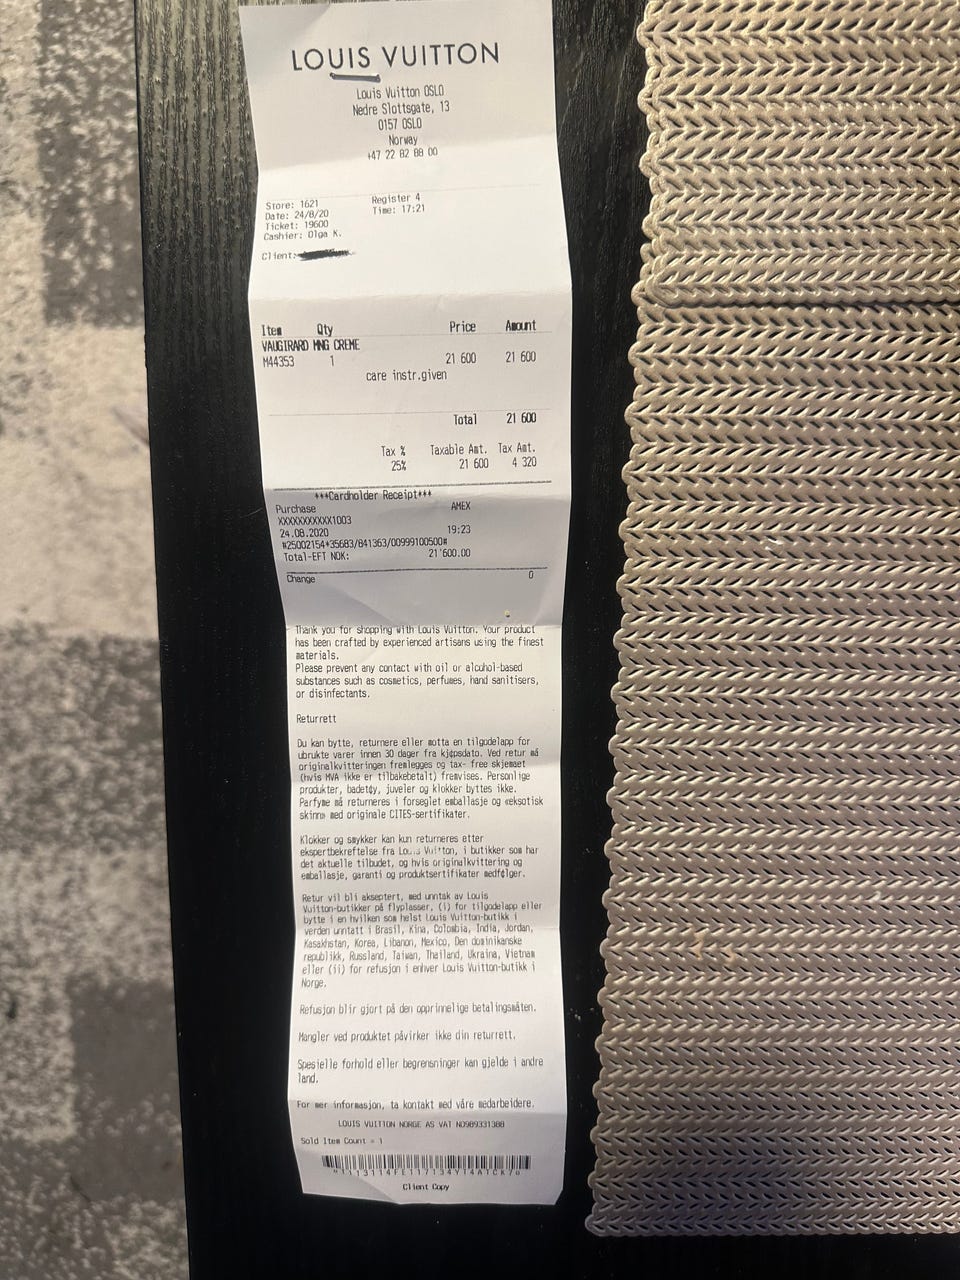 LOUIS VUITTON
Louis Vuitton OSLO
Nedre Slottsgate, 13
0157 OSLO
Norway
+47 22 82 88 00
Store: 1621 Register 4
Date: 24/8/20 Time: 17:21
Ticket: 19600
Cashier: Olga K.
Client:
Item Qty Price Amount
VAUGIRARD MNG CREME
M44353 1 21 600 21 600
care instr.given
Total 21 600
Tax % Taxable Amt. Tax Amt.
25% 21 600 4 320
***Cardholder Receipt***
Purchase AMEX
XXXXXXXXXXX1003
24.08.2020 19:23
#25002154*35683/841363/00999100500#
Total-EFT NOK: 21'600.00
Change 0
Thank you for shopping with Louis Vuitton. Your product
has been crafted by experienced artisans using the finest
materials.
Please prevent any contact with oil or alcohol-based
substances such as cosmetics, perfumes, hand sanitisers,
or disinfectants.
Returrett
Du kan bytte, returnere eller motta en tilgodelapp for
ubrukte varer innen 30 dager fra kjøpsdato. Ved retur må
originalkvitteringen fremlegges og tax- free skjemaet
(hvis MVA ikke er tilbakebetalt) fremvises. Personlige
produkter, badetøy, juveler og klokker byttes ikke.
Parfyme må returneres i forseglet emballasje og «eksotisk
skinn» med originale CITES-sertifikater.
Klokker og smykker kan kun returneres etter
ekspertbekreftelse fra Louis Vuitton, i butikker som har
det aktuelle tilbudet, og hvis originalkvittering og
emballasje, garanti og produktsertifikater medfølger.
Retur vil bli akseptert, med unntak av Louis
Vuitton-butikker på flyplasser, (i) for tilgodelapp eller
bytte i en hvilken som helst Louis Vuitton-butikk i
verden unntatt i Brasil, Kina, Colombia, India, Jordan,
Kasakhstan, Korea, Libanon, Mexico, Den dominikanske
republikk, Russland, Taiwan, Thailand, Ukraina, Vietnam
eller (ii) for refusjon i enhver Louis Vuitton-butikk i
Norge.
Refusjon blir gjort på den opprinnelige betalingsmåten.
Mangler ved produktet påvirker ikke din returrett.
Spesielle forhold eller begrensninger kan gjelde i andre
land.
For mer informasjon, ta kontakt med våre medarbeidere.
LOUIS VUITTON NORGE AS VAT NO989331388
Sold Item Count = 1
Client Copy